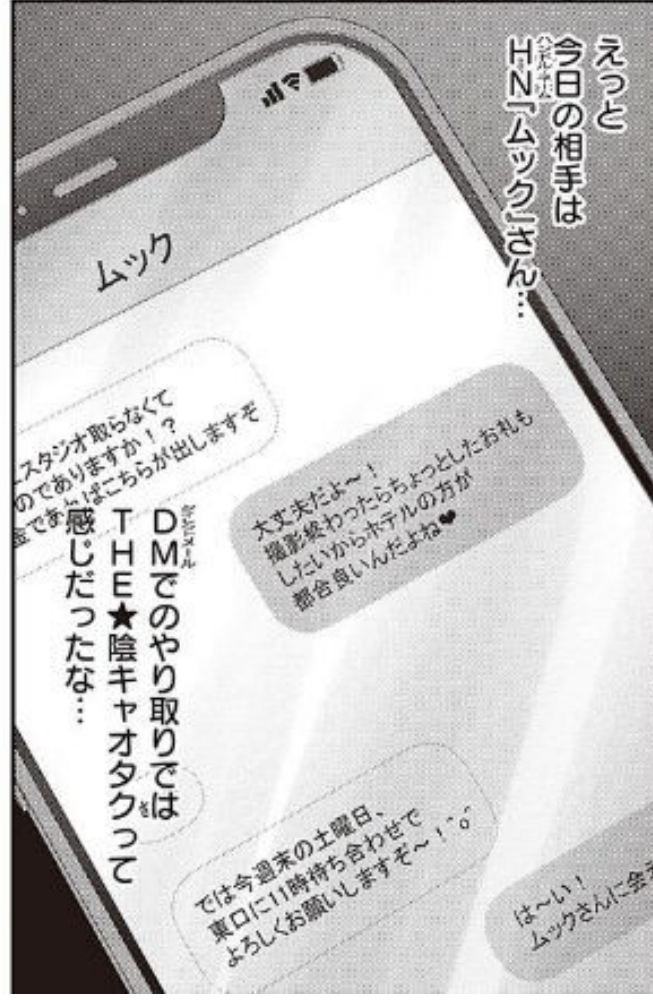 えっと
今日の相手は
HN「ムック」さん…
ハンドルネーム
ムック
スタジオ取らなくて
のでありますか！？
金であればこちらが出しますぞ
大丈夫だよ～！
撮影終わったらちょっとしたお礼も
したいからホテルの方が
都合良いんだよね♥
DMでのやり取りでは
THE★陰キャオタクって
感じだったな…
では今週末の土曜日、
東口に11時待ち合わせで
よろしくお願いしますぞ～！
は～い！
ムックさんに会え